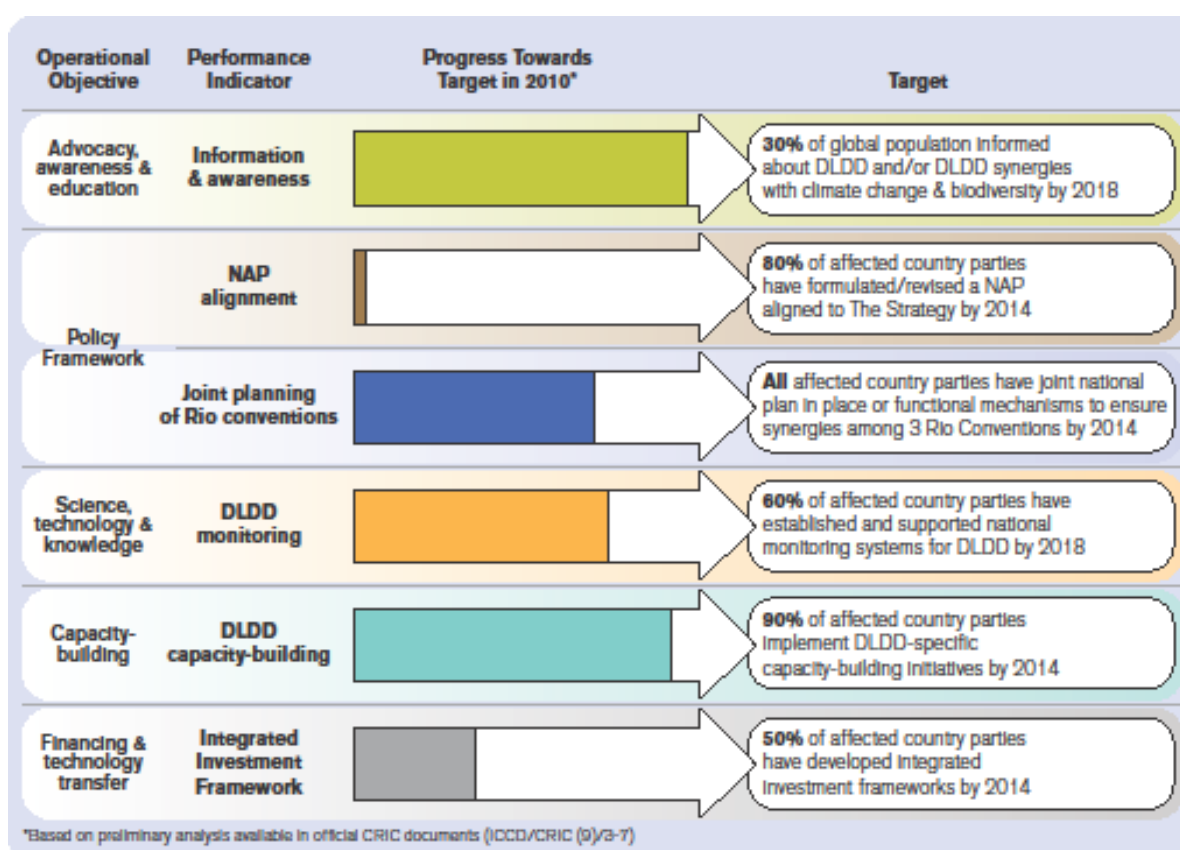 Operational
Objective
Performance
Indicator
Progress Towards
Target in 2010*
Target
Advocacy,
awareness &
education
Information
& awareness
30% of global population informed
about DLDD and/or DLDD synergies
with climate change & biodiversity by 2018
Policy
Framework
NAP
alignment
80% of affected country parties
have formulated/revised a NAP
aligned to The Strategy by 2014
Joint planning
of Rio conventions
All affected country parties have joint national
plan in place or functional mechanisms to ensure
synergies among 3 Rio Conventions by 2014
Science,
technology &
knowledge
DLDD
monitoring
60% of affected country parties have
established and supported national
monitoring systems for DLDD by 2018
Capacity-
building
DLDD
capacity-building
90% of affected country parties
implement DLDD-specific
capacity-building initiatives by 2014
Financing &
technology
transfer
Integrated
Investment
Framework
50% of affected country parties
have developed integrated
investment frameworks by 2014
*Based on preliminary analysis available in official CRIC documents (ICCD/CRIC (9)/3-7)